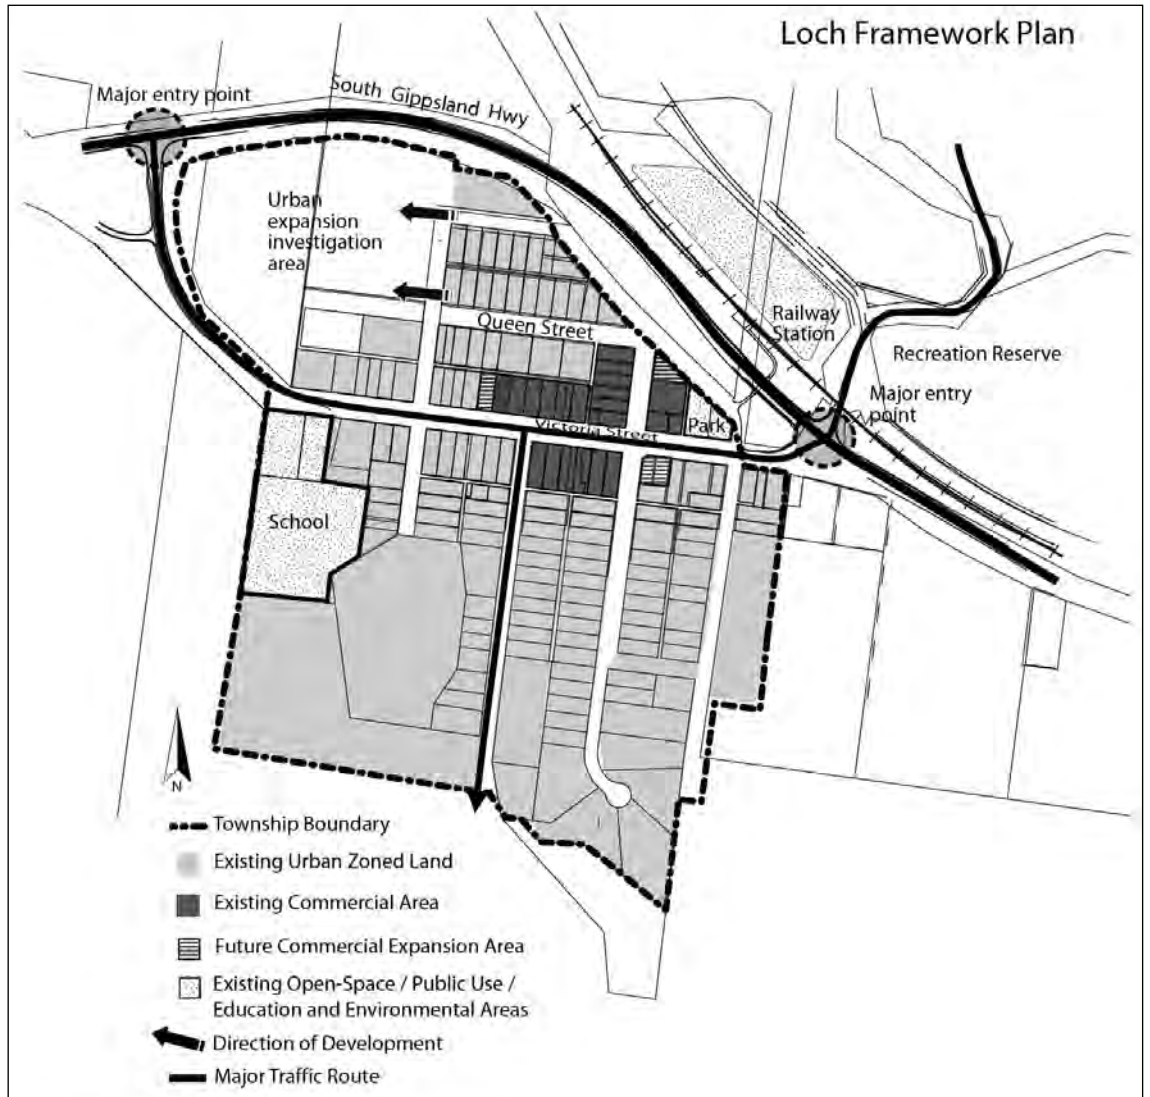 Loch Framework Plan
Major entry point
South Gippsland Hwy
Urban
expansion
investigation
area
Queen Street
Railway
Station
Recreation Reserve
Major entry
point
Park
Victoria Street
School
N
Township Boundary
Existing Urban Zoned Land
Existing Commercial Area
Future Commercial Expansion Area
Existing Open-Space / Public Use /
Education and Environmental Areas
Direction of Development
Major Traffic Route